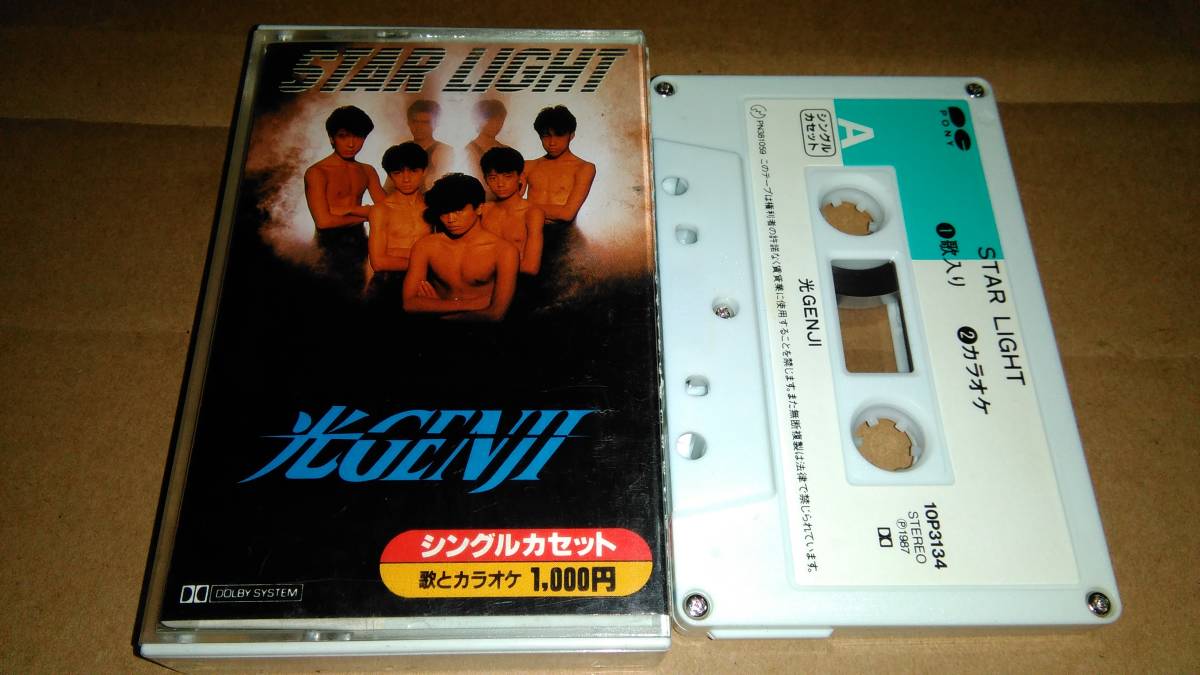 STAR LIGHT
光GENJI
シングルカセット
歌とカラオケ 1,000円
DOLBY SYSTEM
PONY
A
シングル
カセット
STAR LIGHT
❶歌入り ❷カラオケ
光GENJI
このテープは権利者の許諾なく賃貸業に使用することを禁じます。また無断複製は法律で禁じられています。
10P3134
STEREO
Ⓟ1987